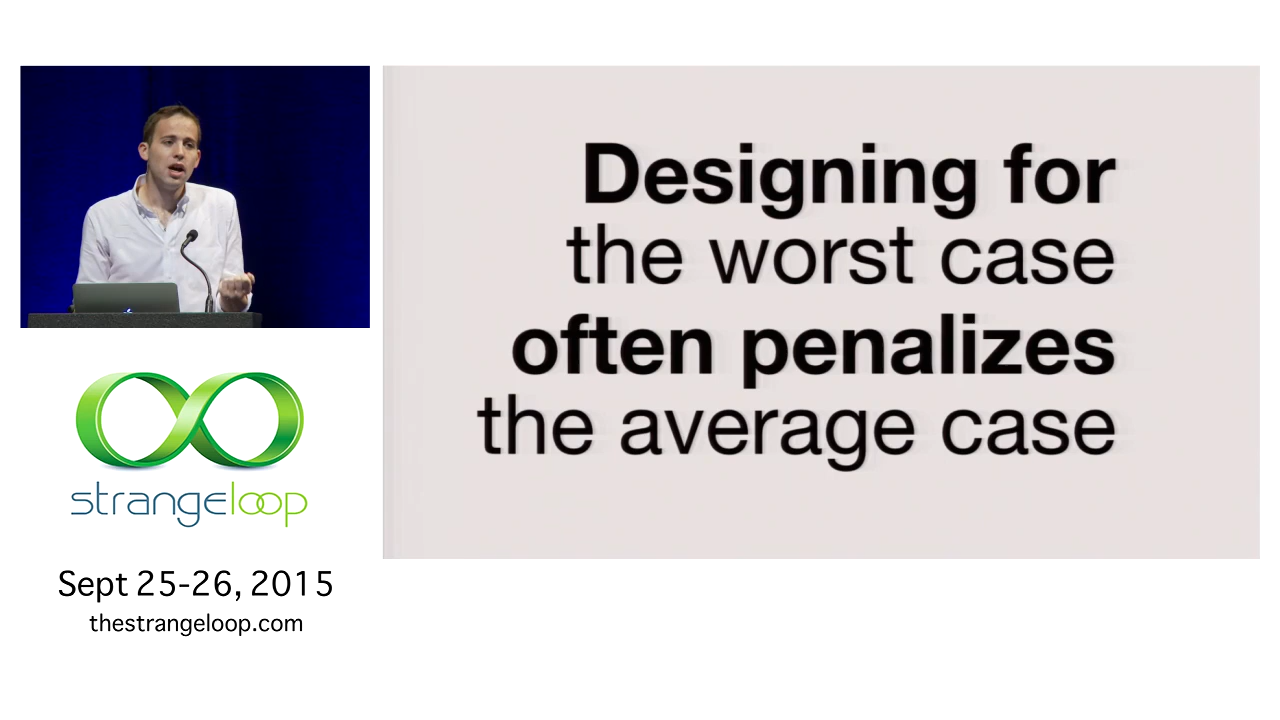 Designing for
the worst case
often penalizes
the average case
strangeloop
Sept 25-26, 2015
thestrangeloop.com